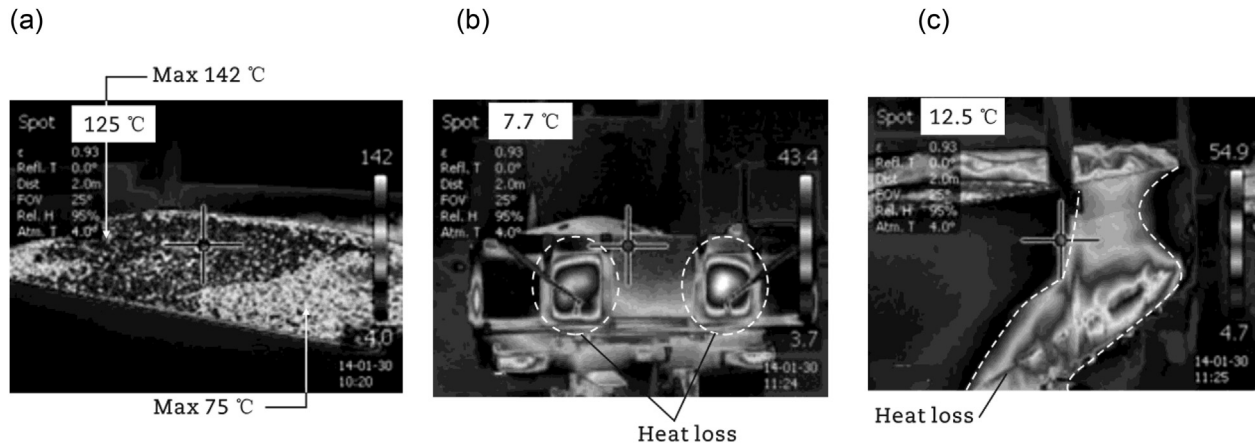 (a)
(b)
(c)
Max 142 ℃
Spot
125 ℃
ε 0.93
Refl. T 0.0°
Dist 2.0m
FOV 25°
Rel. H 95%
Atm. T 4.0°
142
4.0
14-01-30
10:20
Max 75 ℃
Spot
7.7 ℃
ε 0.93
Refl. T 0.0°
Dist 2.0m
FOV 25°
Rel. H 95%
Atm. T 4.0°
43.4
3.7
14-01-30
11:24
Heat loss
Spot
12.5 ℃
ε 0.93
Refl. T 0.0°
Dist 2.0m
FOV 25°
Rel. H 95%
Atm. T 4.0°
54.9
4.7
14-01-30
11:25
Heat loss